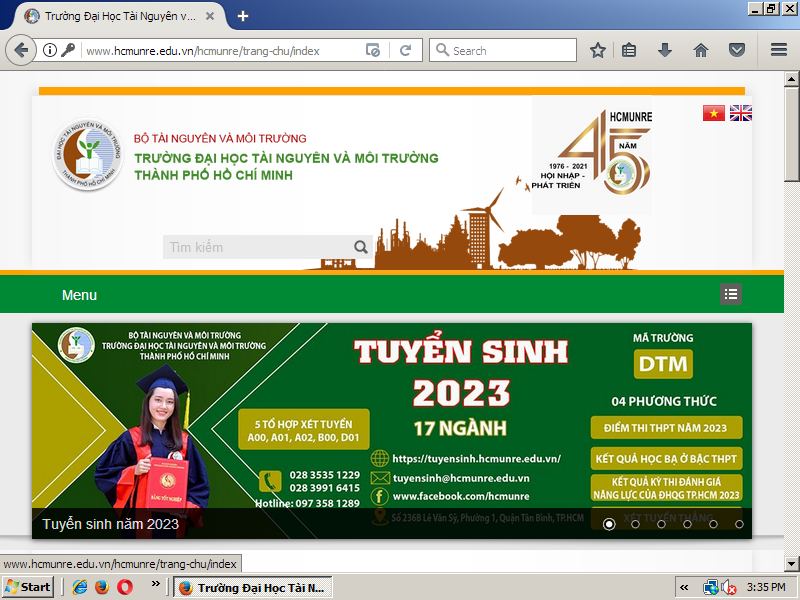 Trường Đại Học Tài Nguyên v...
www.hcmunre.edu.vn/hcmunre/trang-chu/index
Search
BỘ TÀI NGUYÊN VÀ MÔI TRƯỜNG
TRƯỜNG ĐẠI HỌC TÀI NGUYÊN VÀ MÔI TRƯỜNG
THÀNH PHỐ HỒ CHÍ MINH
HCMUNRE
45
NĂM
1976 - 2021
HỘI NHẬP -
PHÁT TRIỂN
Tìm kiếm
Menu
BỘ TÀI NGUYÊN VÀ MÔI TRƯỜNG
TRƯỜNG ĐẠI HỌC TÀI NGUYÊN VÀ MÔI TRƯỜNG
THÀNH PHỐ HỒ CHÍ MINH
TUYỂN SINH
2023
17 NGÀNH
MÃ TRƯỜNG
DTM
04 PHƯƠNG THỨC
5 TỔ HỢP XÉT TUYỂN
A00, A01, A02, B00, D01
ĐIỂM THI THPT NĂM 2023
KẾT QUẢ HỌC BẠ Ở BẬC THPT
KẾT QUẢ KỲ THI ĐÁNH GIÁ
NĂNG LỰC CỦA ĐHQG TP.HCM 2023
XÉT TUYỂN THẲNG
028 3535 1229
028 3991 6415
Hotline: 097 358 1289
https://tuyensinh.hcmunre.edu.vn/
tuyensinh@hcmunre.edu.vn
www.facebook.com/hcmunre
Số 236B Lê Văn Sỹ, Phường 1, Quận Tân Bình, TP.HCM
BẰNG TỐT NGHIỆP
Tuyển sinh năm 2023
www.hcmunre.edu.vn/hcmunre/trang-chu/index
Start
Trường Đại Học Tài N...
3:35 PM